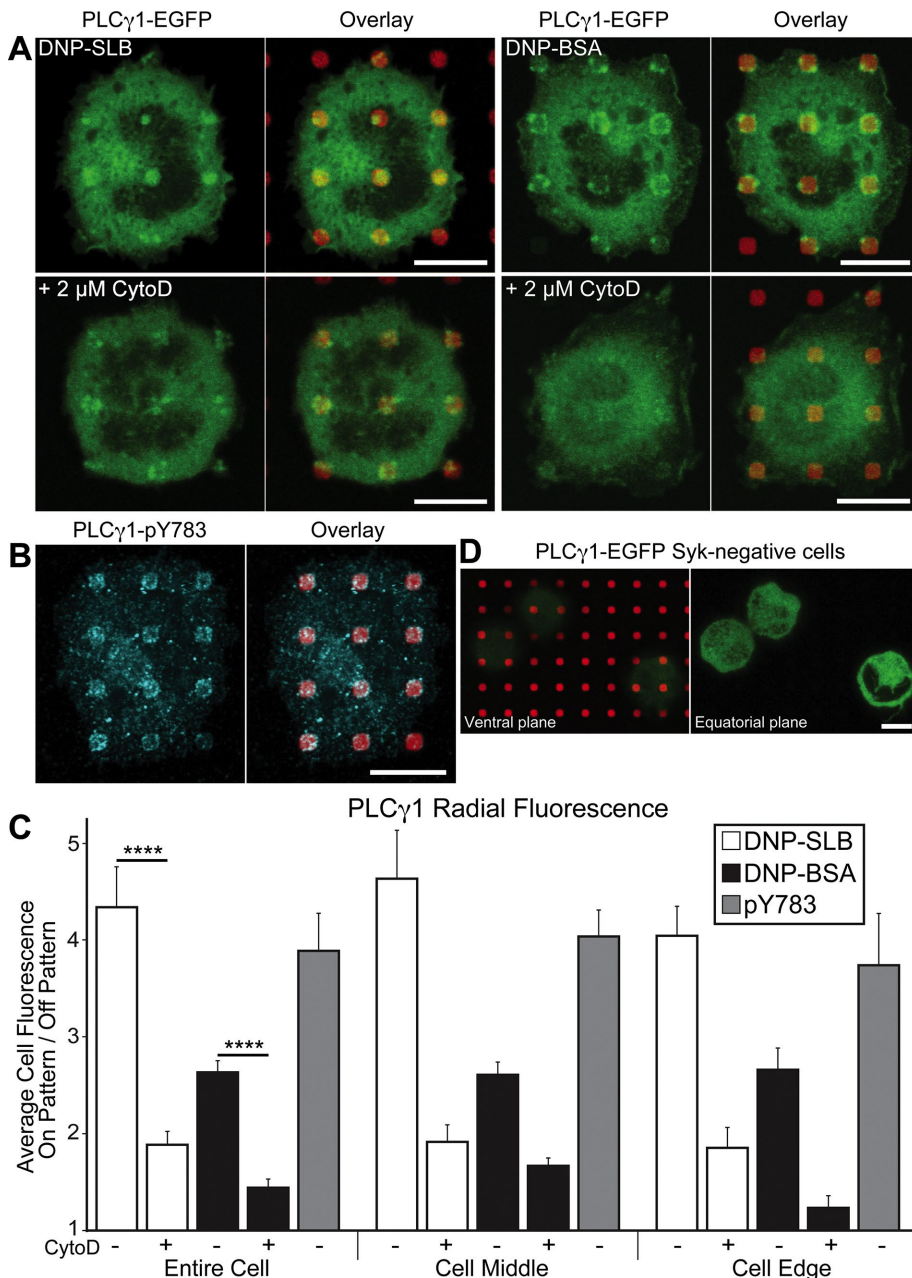 PLCγ1-EGFP Overlay PLCγ1-EGFP Overlay
A DNP-SLB DNP-BSA
+ 2 µM CytoD + 2 µM CytoD
PLCγ1-pY783 Overlay
B
D PLCγ1-EGFP Syk-negative cells
Ventral plane Equatorial plane
C PLCγ1 Radial Fluorescence
Average Cell Fluorescence
On Pattern / Off Pattern
5
4
3
2
1
**** ****
DNP-SLB
DNP-BSA
pY783
CytoD - + - + - - + - + - - + - + -
Entire Cell Cell Middle Cell Edge